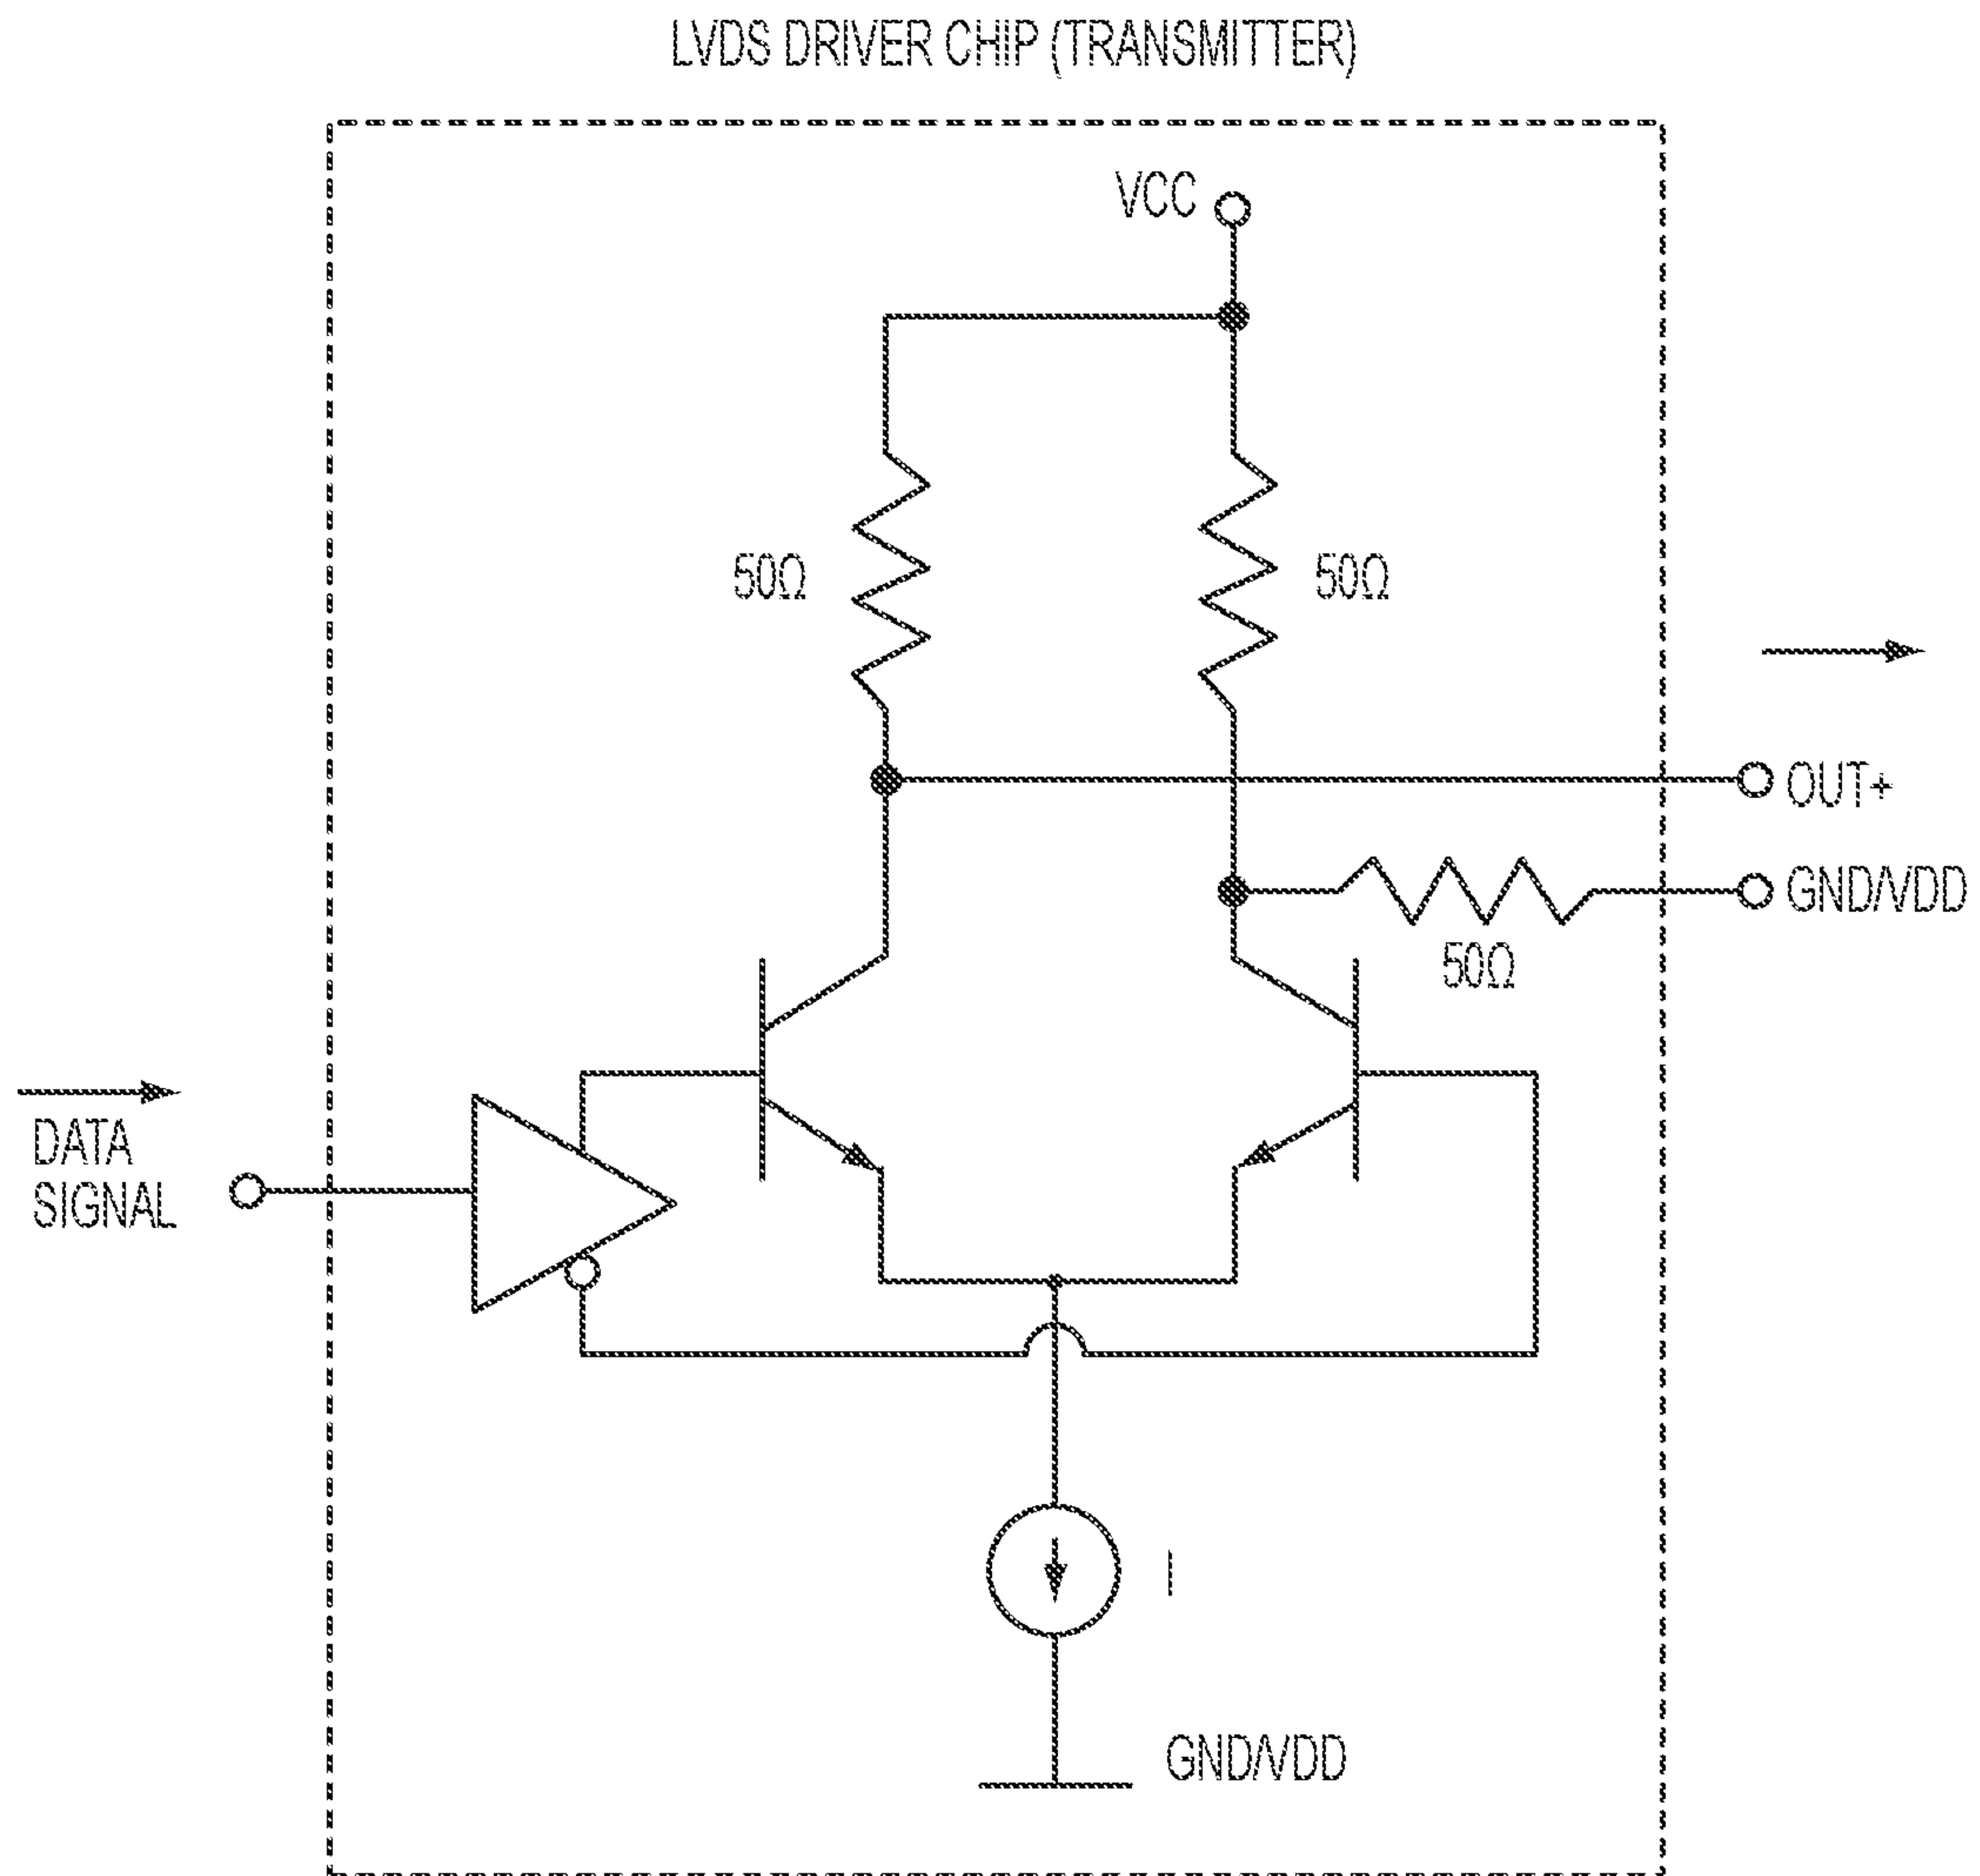 LVDS DRIVER CHIP (TRANSMITTER)
VCC
50Ω
50Ω
OUT+
GND/VDD
50Ω
DATA
SIGNAL
I
GND/VDD